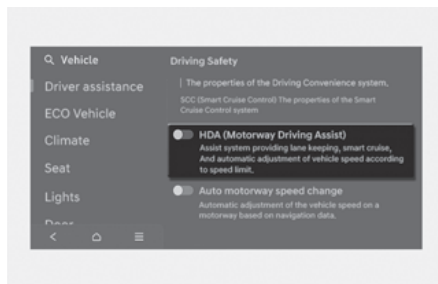 Vehicle
Driver assistance
ECO Vehicle
Climate
Seat
Lights
Door
Driving Safety
The properties of the Driving Convenience system.
SCC (Smart Cruise Control) The properties of the Smart
Cruise Control system
HDA (Motorway Driving Assist)
Assist system providing lane keeping, smart cruise,
And automatic adjustment of vehicle speed according
to speed limit.
Auto motorway speed change
Automatic adjustment of the vehicle speed on a
motorway based on navigation data.